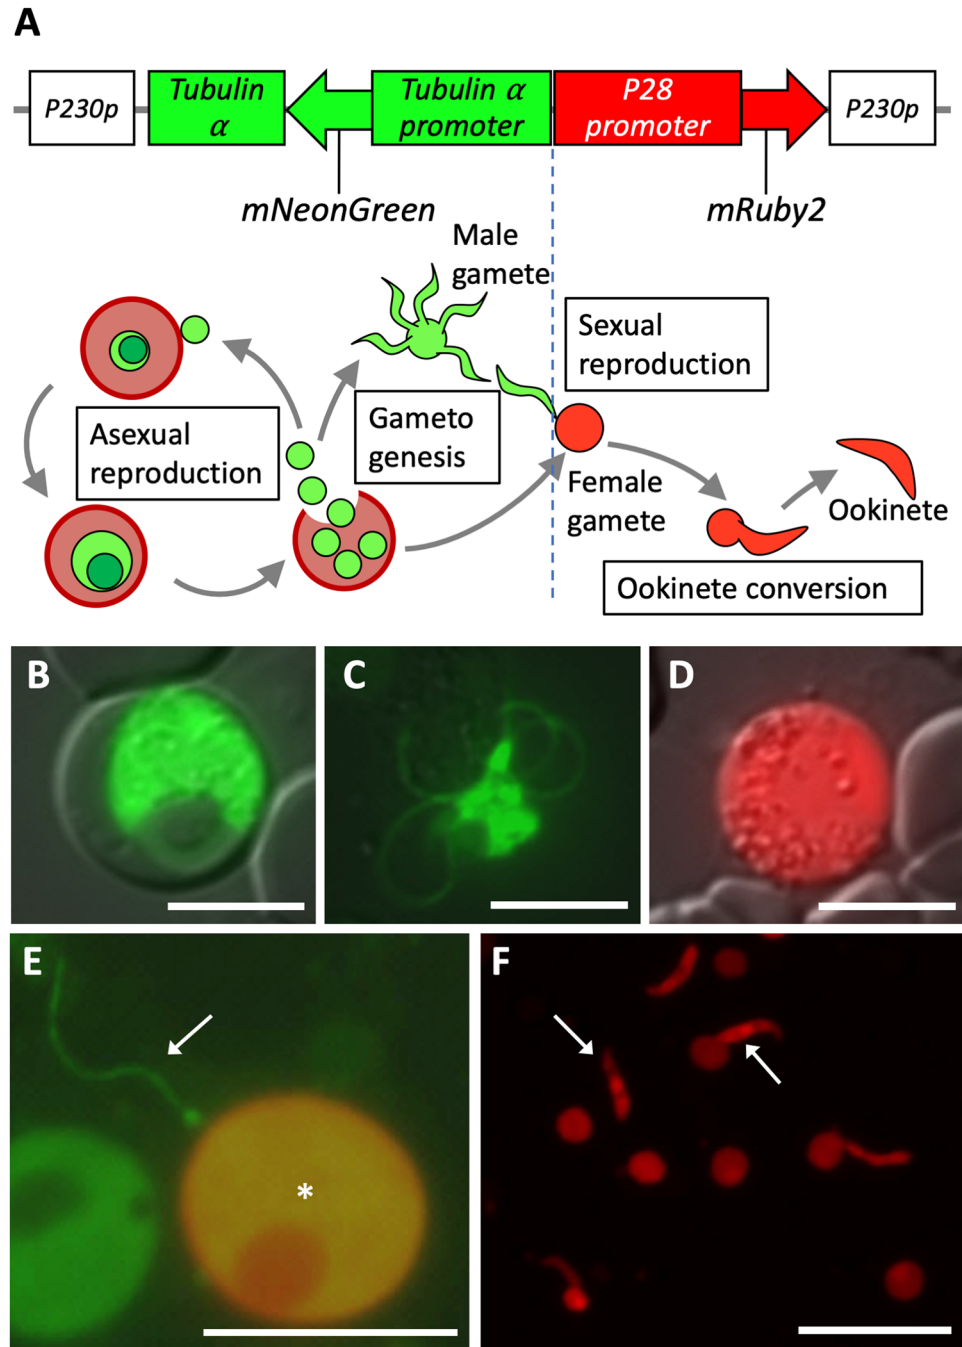 A
P230p
Tubulin
α
Tubulin α
promoter
P28
promoter
P230p
mNeonGreen
mRuby2
Male
gamete
Sexual
reproduction
Asexual
reproduction
Gameto
genesis
Female
gamete
Ookinete
Ookinete conversion
B
C
D
E
*
F